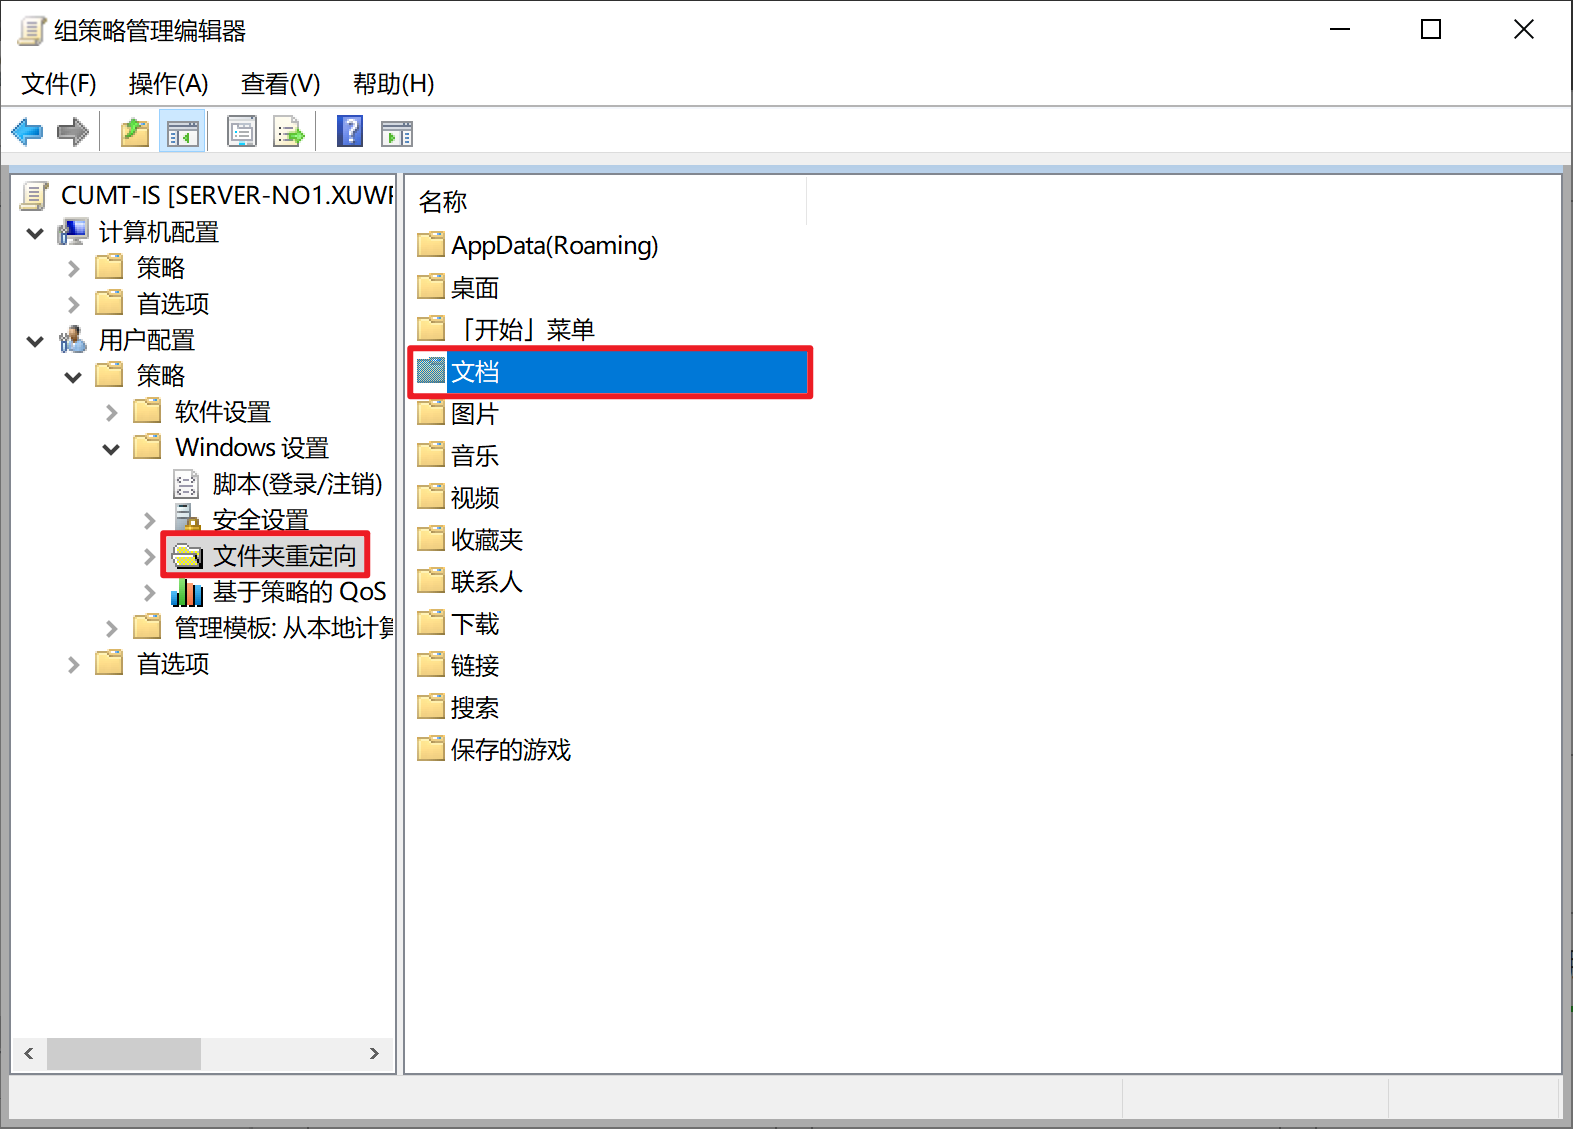 组策略管理编辑器
文件(F) 操作(A) 查看(V) 帮助(H)
CUMT-IS [SERVER-NO1.XUWF
计算机配置
策略
首选项
用户配置
策略
软件设置
Windows 设置
脚本(登录/注销)
安全设置
文件夹重定向
基于策略的 QoS
管理模板: 从本地计算
首选项
名称
AppData(Roaming)
桌面
「开始」菜单
文档
图片
音乐
视频
收藏夹
联系人
下载
链接
搜索
保存的游戏